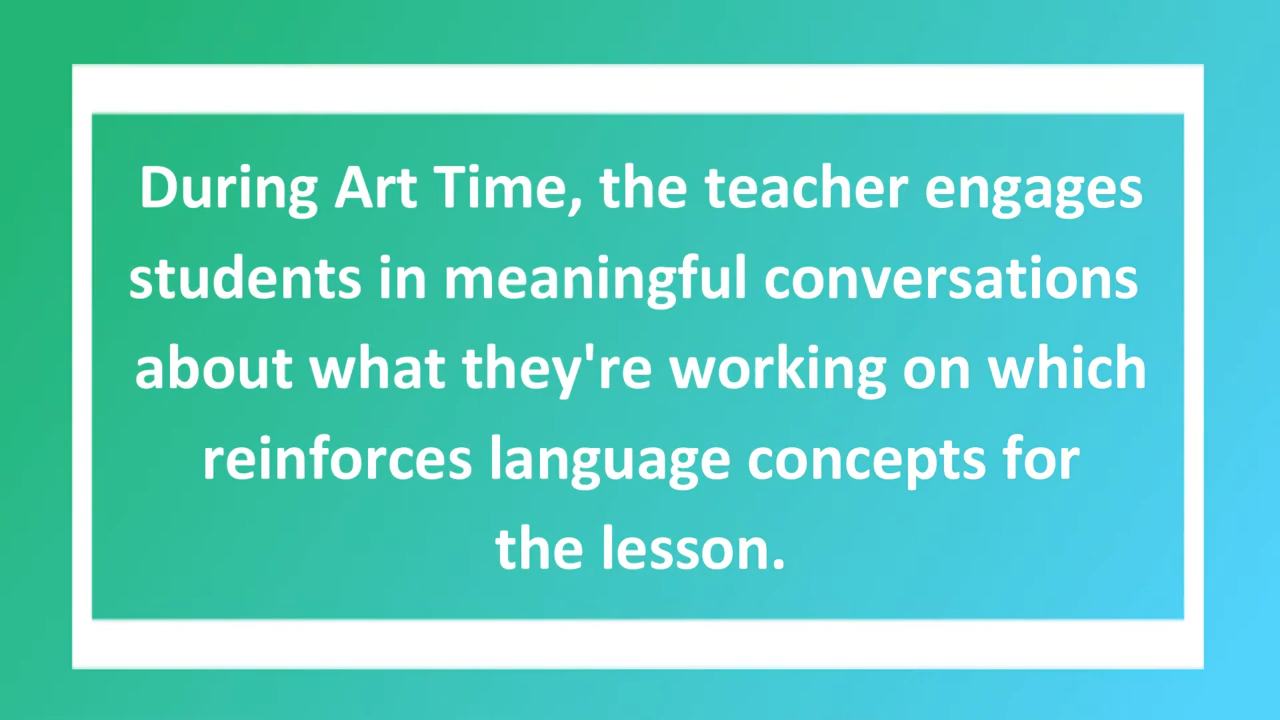 During Art Time, the teacher engages
students in meaningful conversations
about what they're working on which
reinforces language concepts for
the lesson.